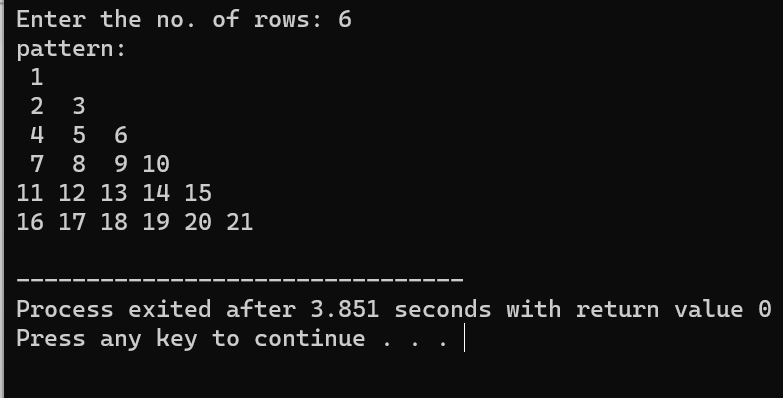 Enter the no. of rows: 6
pattern:
 1
 2  3
 4  5  6
 7  8  9 10
11 12 13 14 15
16 17 18 19 20 21

--------------------------------
Process exited after 3.851 seconds with return value 0
Press any key to continue . . .